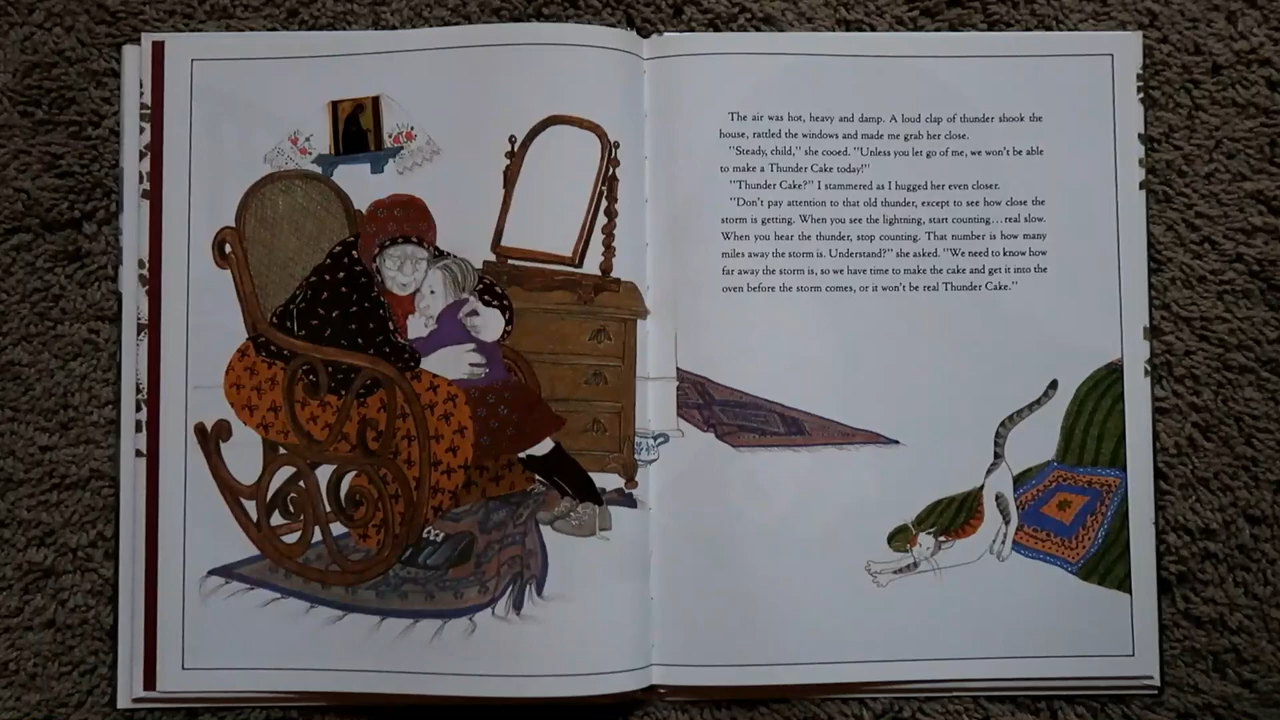 The air was hot, heavy and damp. A loud clap of thunder shook the
house, rattled the windows and made me grab her close.
"Steady, child," she cooed. "Unless you let go of me, we won't be able
to make a Thunder Cake today!"
"Thunder Cake?" I stammered as I hugged her even closer.
"Don't pay attention to that old thunder, except to see how close the
storm is getting. When you see the lightning, start counting...real slow.
When you hear the thunder, stop counting. That number is how many
miles away the storm is. Understand?" she asked. "We need to know how
far away the storm is, so we have time to make the cake and get it into the
oven before the storm comes, or it won't be real Thunder Cake."